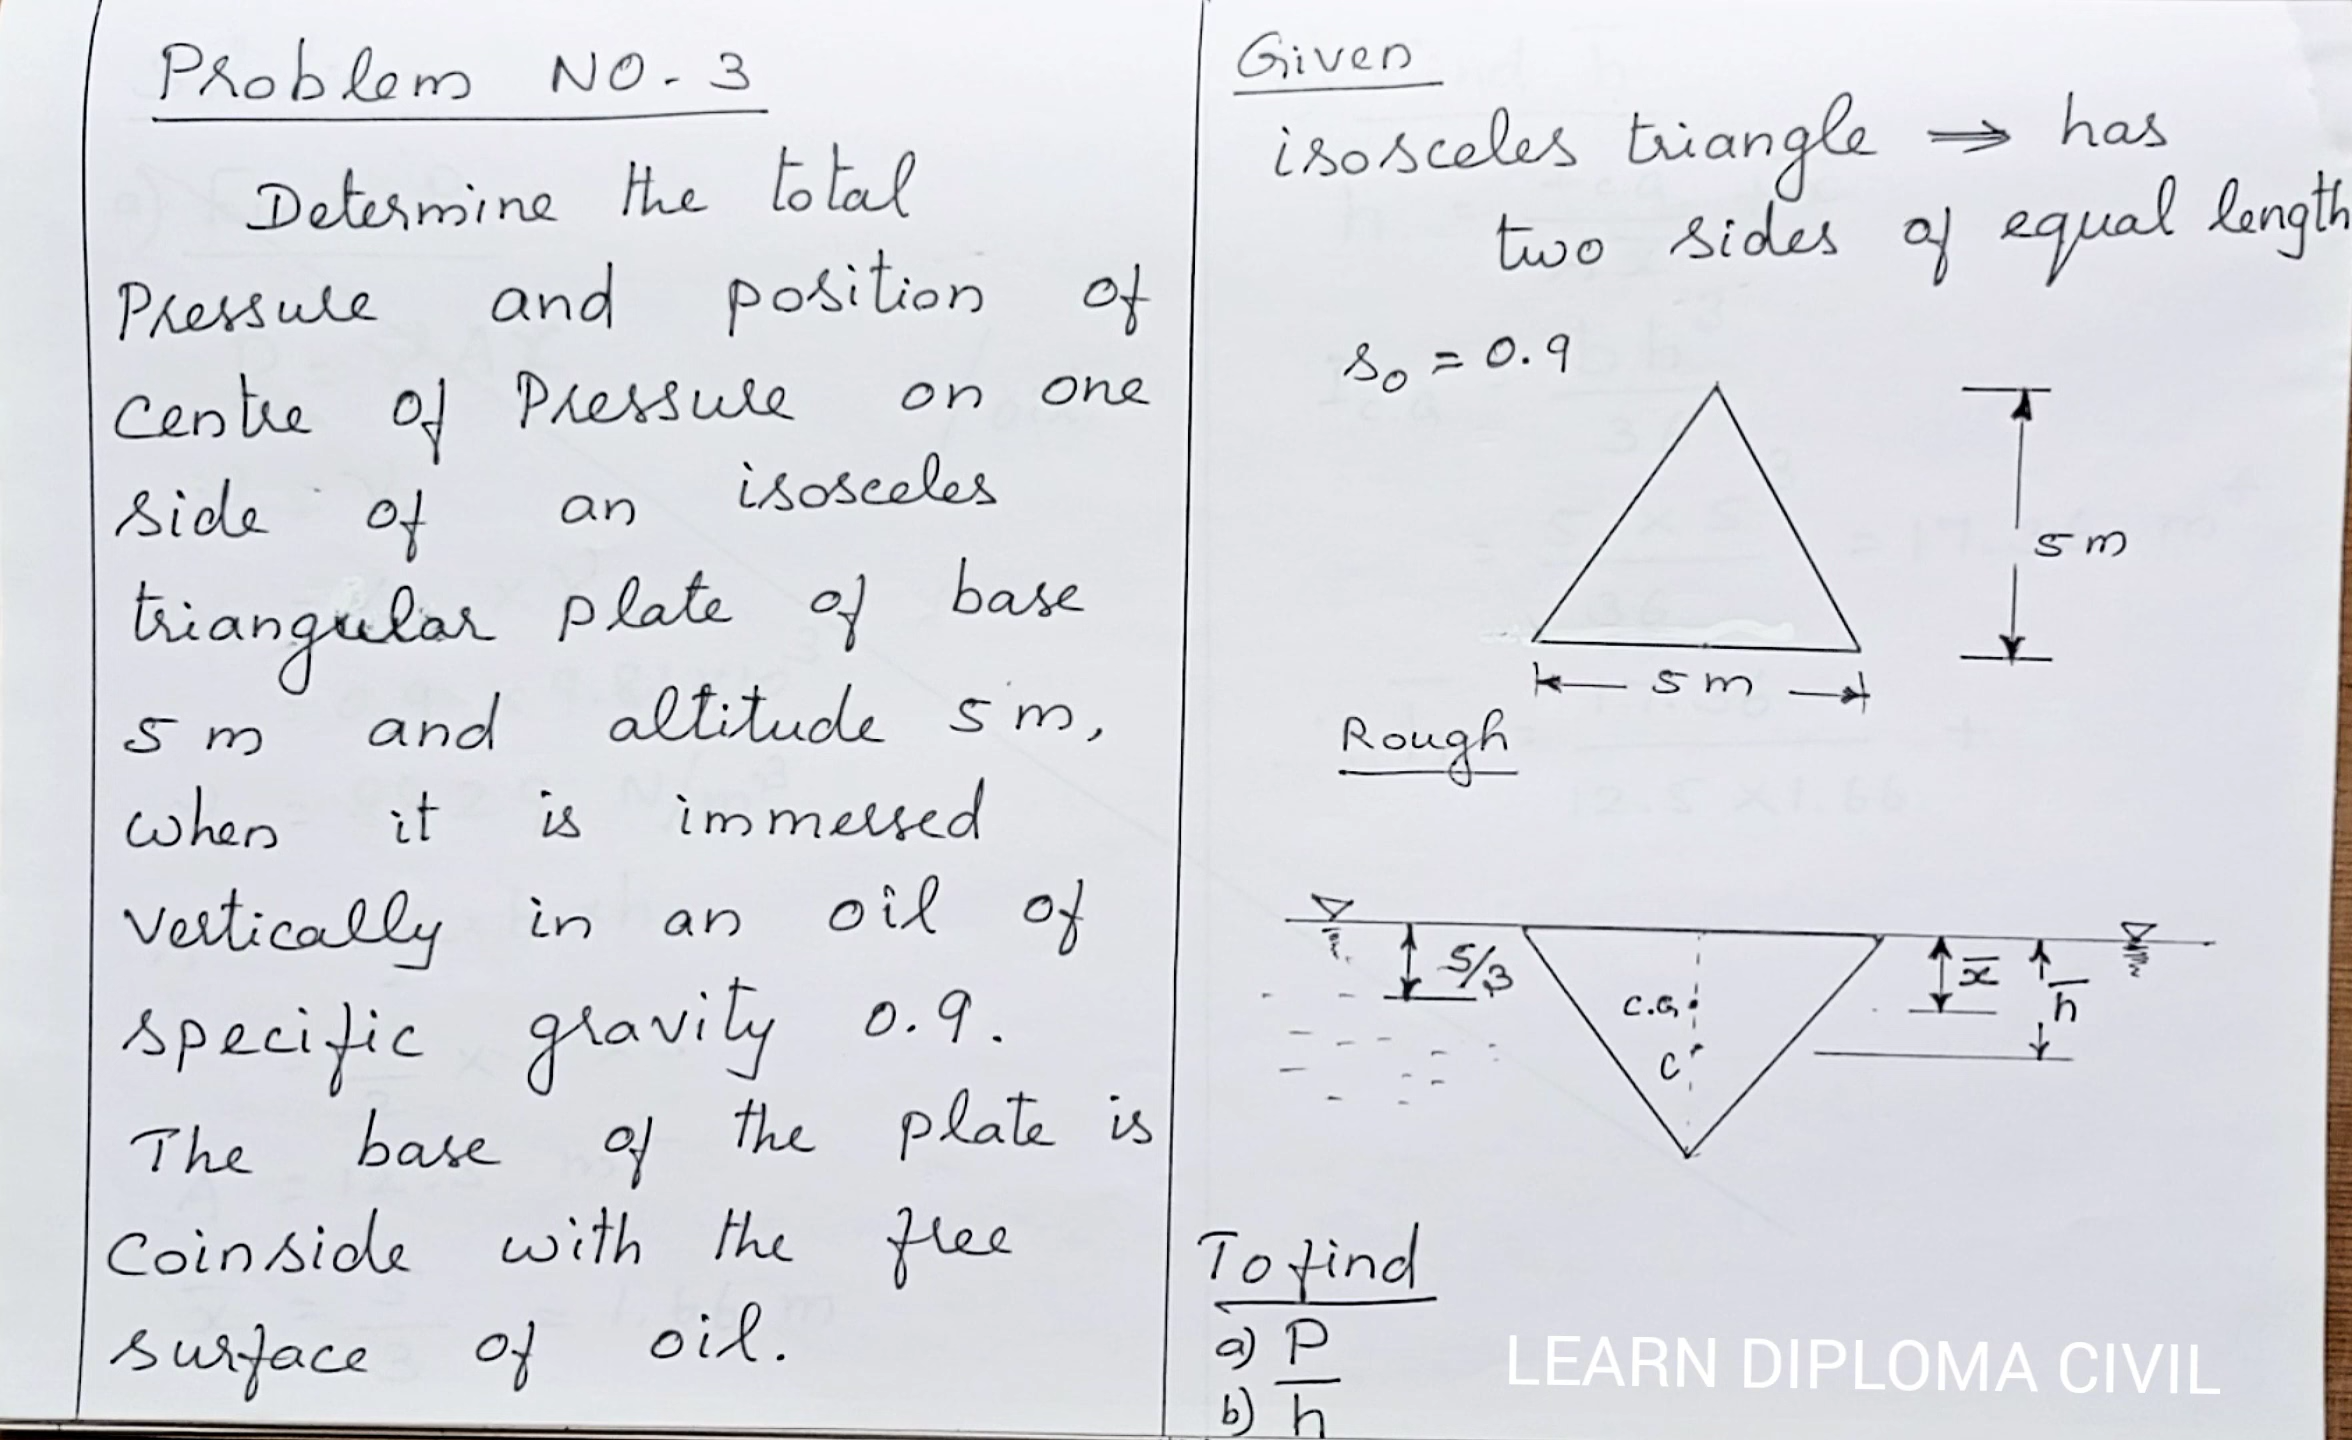 Problem NO. 3
Determine the total
Pressure and position of
centre of Pressure on one
side of an isosceles
triangular plate of base
5 m and altitude 5 m,
when it is immersed
vertically in an oil of
specific gravity 0.9.
The base of the plate is
coinside with the free
surface of oil.
Given
isosceles triangle ⇒ has
two sides of equal length
s₀ = 0.9
5 m
5 m
Rough
5/3
x̄
h̄
C.G.
C
To find
a) P
b) h̄
LEARN DIPLOMA CIVIL